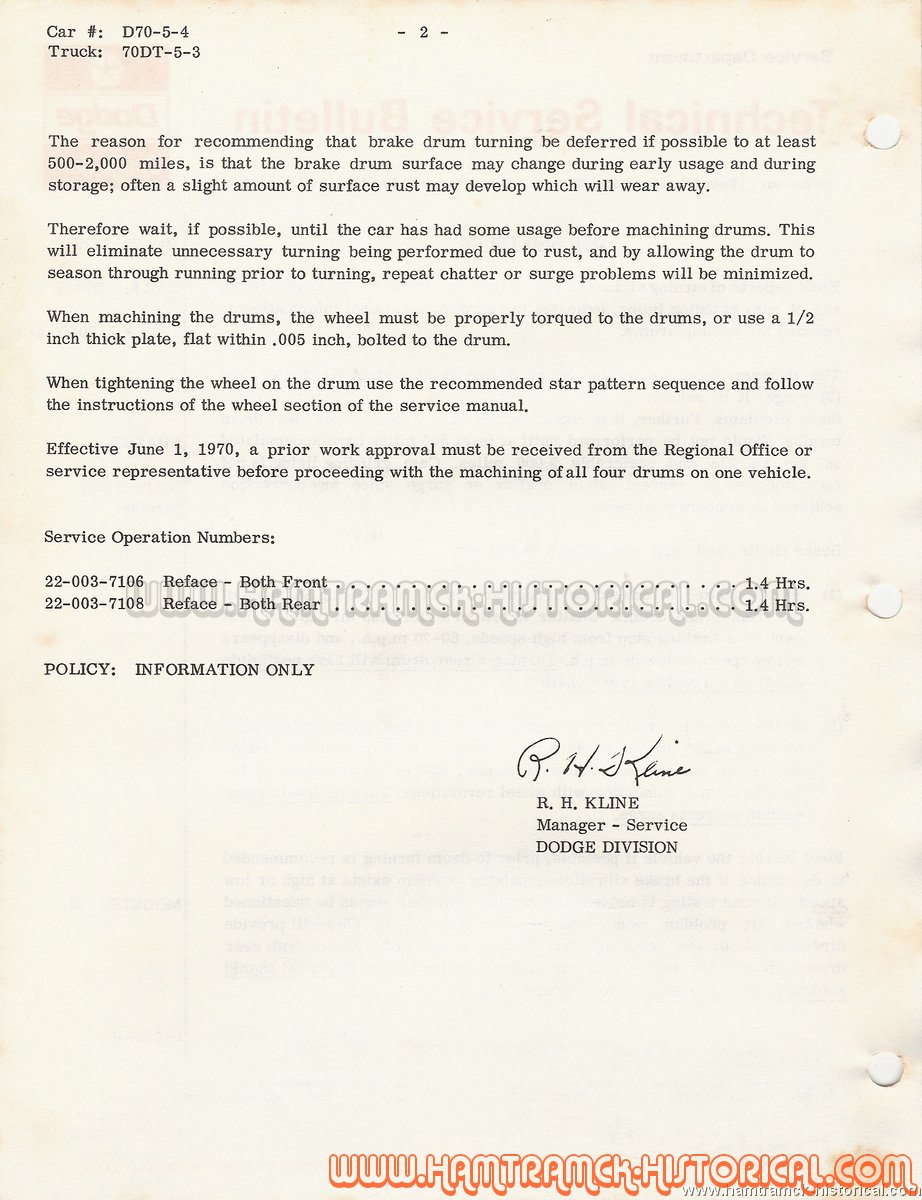 Car #: D70-5-4
- 2 -
Truck: 70DT-5-3
The reason for recommending that brake drum turning be deferred if possible to at least
500-2,000 miles, is that the brake drum surface may change during early usage and during
storage; often a slight amount of surface rust may develop which will wear away.
Therefore wait, if possible, until the car has had some usage before machining drums. This
will eliminate unnecessary turning being performed due to rust, and by allowing the drum to
season through running prior to turning, repeat chatter or surge problems will be minimized.
When machining the drums, the wheel must be properly torqued to the drums, or use a 1/2
inch thick plate, flat within .005 inch, bolted to the drum.
When tightening the wheel on the drum use the recommended star pattern sequence and follow
the instructions of the wheel section of the service manual.
Effective June 1, 1970, a prior work approval must be received from the Regional Office or
service representative before proceeding with the machining of all four drums on one vehicle.
Service Operation Numbers:
22-003-7106 Reface - Both Front . . . . . . . . . . . . . . . . . . . . . . . . . . . . . . 1.4 Hrs.
22-003-7108 Reface - Both Rear . . . . . . . . . . . . . . . . . . . . . . . . . . . . . . 1.4 Hrs.
www.Hamtramck-Historical.com
POLICY: INFORMATION ONLY
R. H. Kline
R. H. KLINE
Manager - Service
DODGE DIVISION
www.Hamtramck-Historical.com
www.hamtramck-historical.com